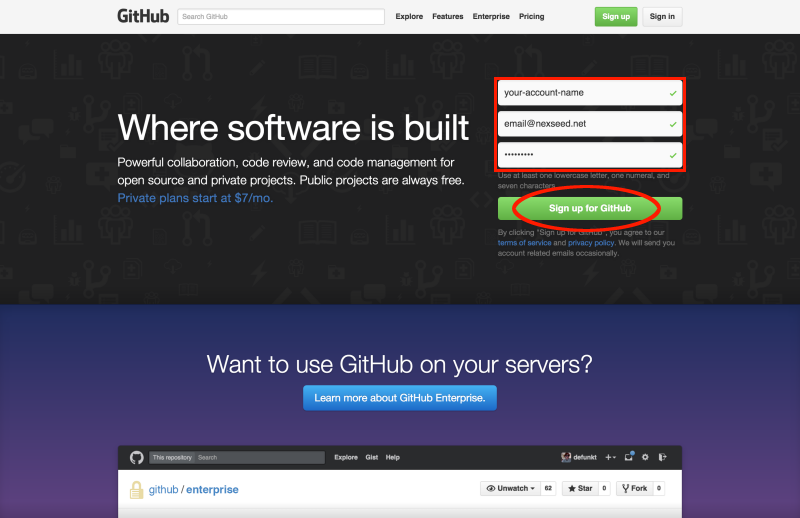 GitHub Search GitHub Explore Features Enterprise Pricing Sign up Sign in
Where software is built
Powerful collaboration, code review, and code management for
open source and private projects. Public projects are always free.
Private plans start at $7/mo.
your-account-name
email@nexseed.net
•••••••••
Use at least one lowercase letter, one numeral, and
seven characters.
Sign up for GitHub
By clicking "Sign up for GitHub", you agree to our
terms of service and privacy policy. We will send you
account related emails occasionally.
Want to use GitHub on your servers?
Learn more about GitHub Enterprise.
This repository Search Explore Gist Help defunkt
github / enterprise Unwatch 62 Star 0 Fork 0